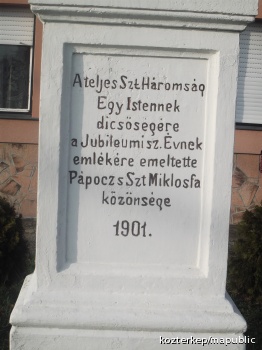 A teljes Szt. Háromság
Egy Istennek
dicsöségére
a Jubileumi sz. Évnek
emlékére emeltette
Pápocz s Szt Miklosfa
közönsége
1901.
kozterkep/mapublic